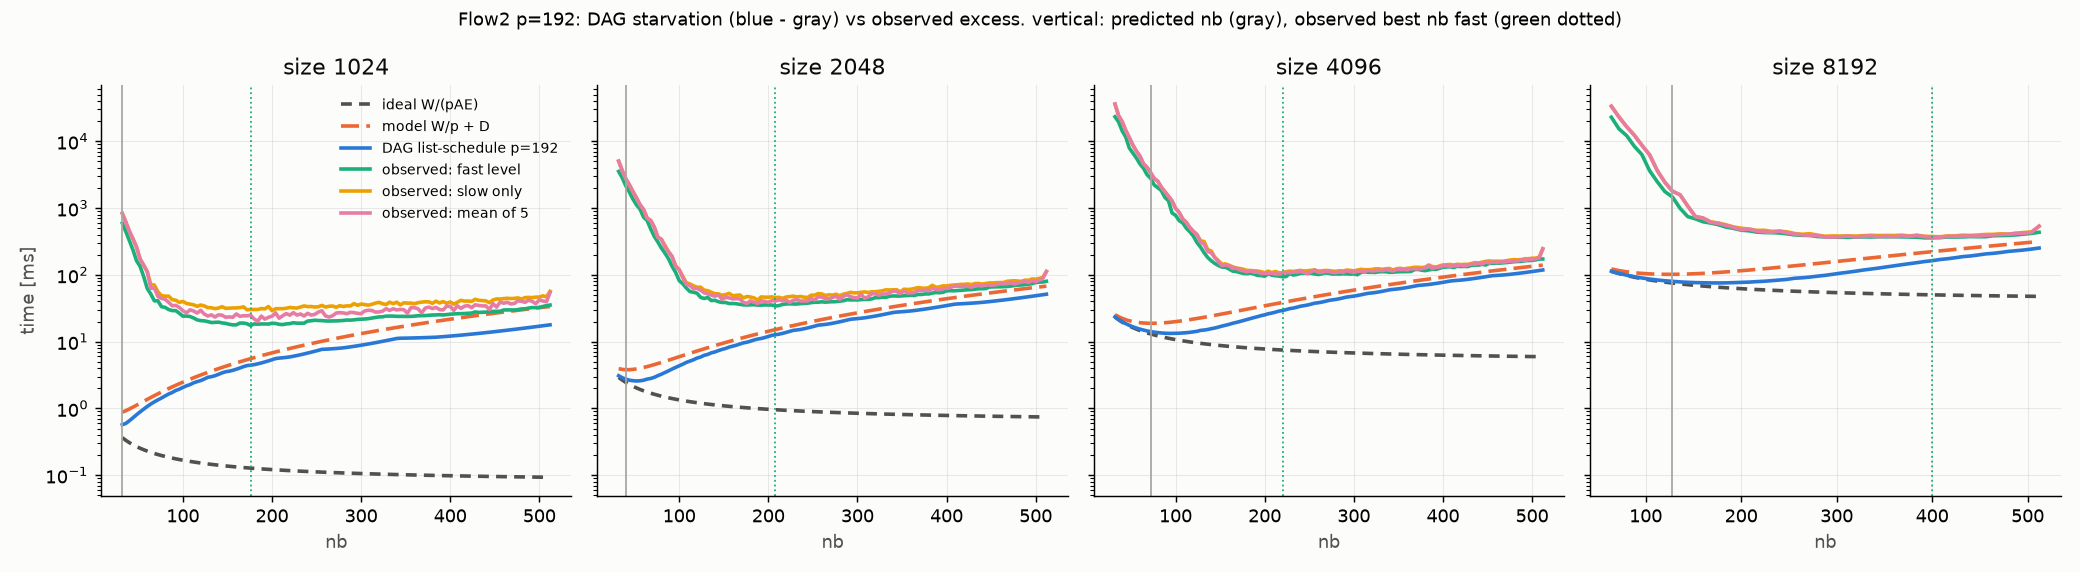 Flow2 p=192: DAG starvation (blue - gray) vs observed excess. vertical: predicted nb (gray), observed best nb fast (green dotted)
size 1024
size 2048
size 4096
size 8192
ideal W/(pAE)
model W/p + D
DAG list-schedule p=192
observed: fast level
observed: slow only
observed: mean of 5
time [ms]
10⁴
10³
10²
10¹
10⁰
10⁻¹
100 200 300 400 500
100 200 300 400 500
100 200 300 400 500
100 200 300 400 500
nb
nb
nb
nb